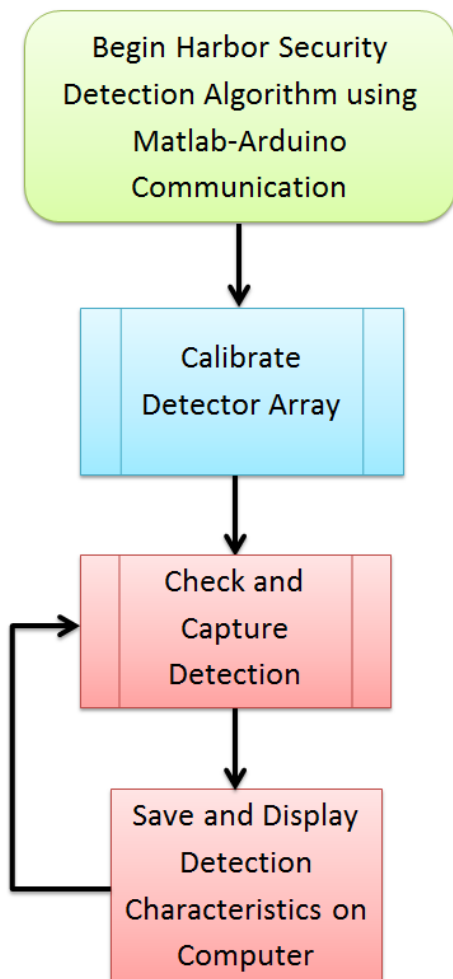 Begin Harbor Security
Detection Algorithm using
Matlab-Arduino
Communication
Calibrate
Detector Array
Check and
Capture
Detection
Save and Display
Detection
Characteristics on
Computer